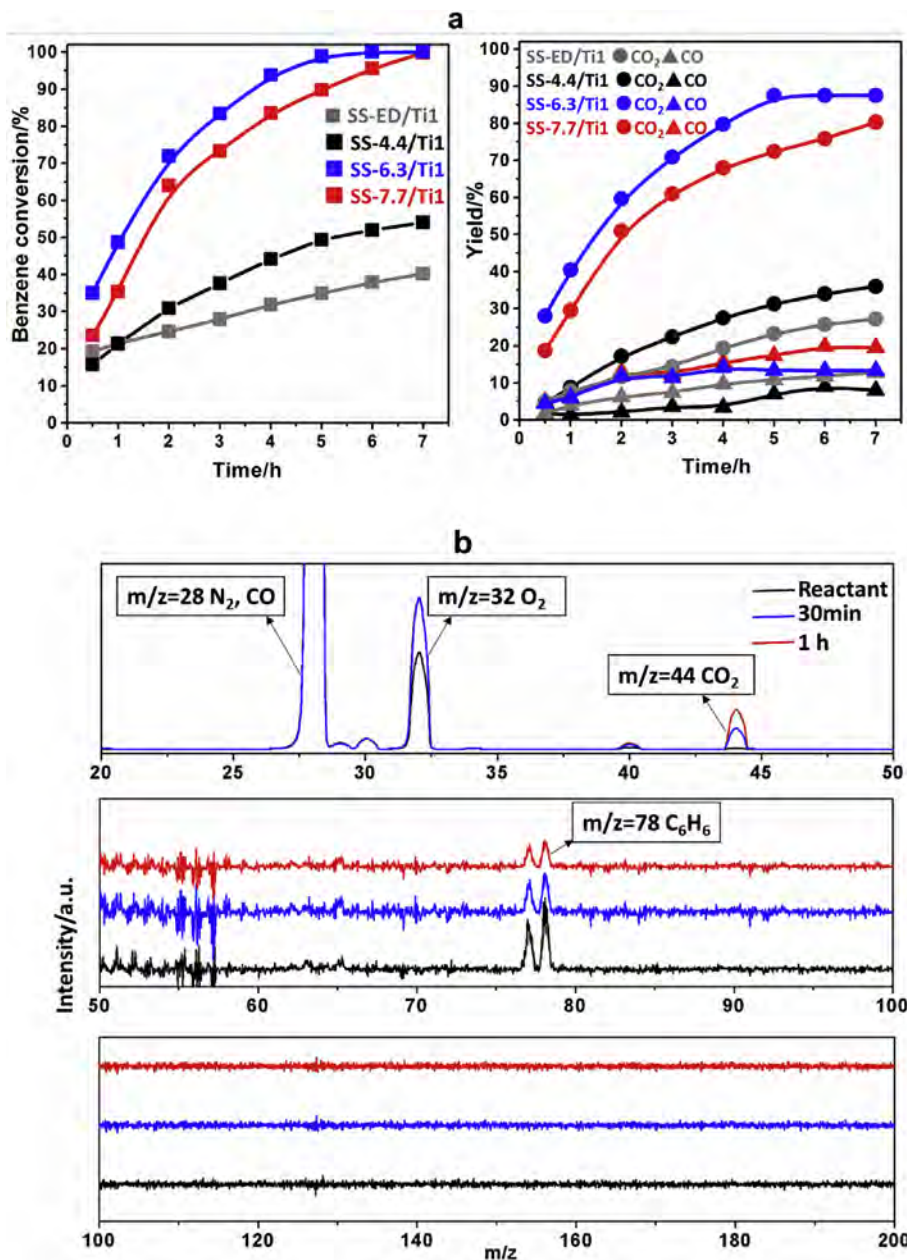 a
Benzene conversion/%
100
90
80
70
60
50
40
30
20
10
0
SS-ED/Ti1
SS-4.4/Ti1
SS-6.3/Ti1
SS-7.7/Ti1
0 1 2 3 4 5 6 7
Time/h
Yield/%
100
90
80
70
60
50
40
30
20
10
0
SS-ED/Ti1 CO₂ CO
SS-4.4/Ti1 CO₂ CO
SS-6.3/Ti1 CO₂ CO
SS-7.7/Ti1 CO₂ CO
0 1 2 3 4 5 6 7
Time/h
b
m/z=28 N₂, CO
m/z=32 O₂
m/z=44 CO₂
Reactant
30min
1 h
20 25 30 35 40 45 50
Intensity/a.u.
m/z=78 C₆H₆
50 60 70 80 90 100
100 120 140 160 180 200
m/z